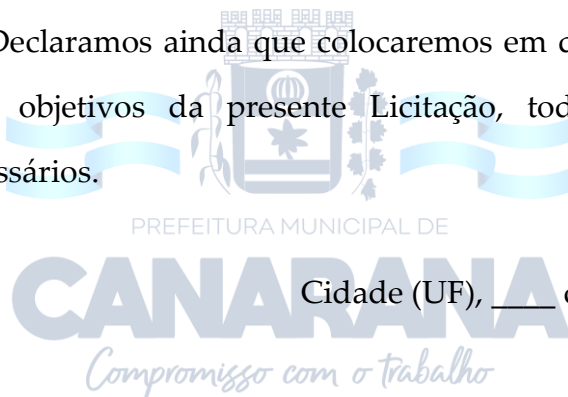 Declaramos ainda que colocaremos em
objetivos da presente Licitação,
ssários.
PREFEITURA MUNICIPAL DE
CANARANA
Cidade (UF), ____
Compromisso com o trabalho